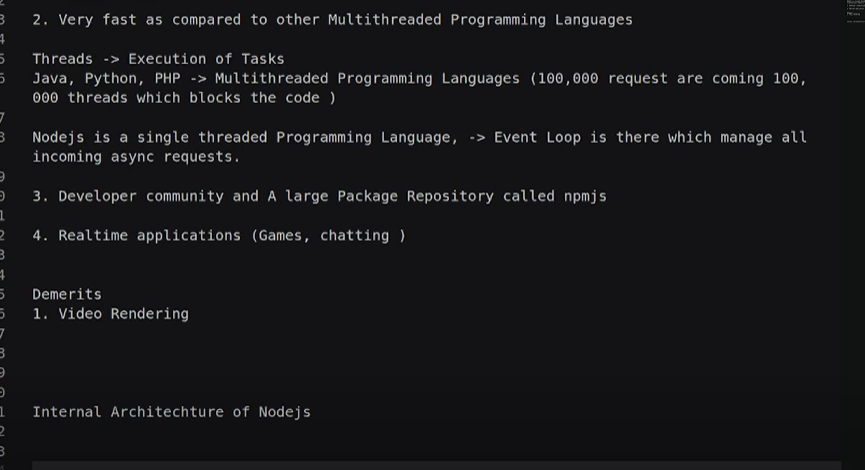 2. Very fast as compared to other Multithreaded Programming Languages
Threads -> Execution of Tasks
Java, Python, PHP -> Multithreaded Programming Languages (100,000 request are coming 100,
000 threads which blocks the code )
Nodejs is a single threaded Programming Language, -> Event Loop is there which manage all
incoming async requests.
3. Developer community and A large Package Repository called npmjs
4. Realtime applications (Games, chatting )
Demerits
1. Video Rendering
Internal Architechture of Nodejs